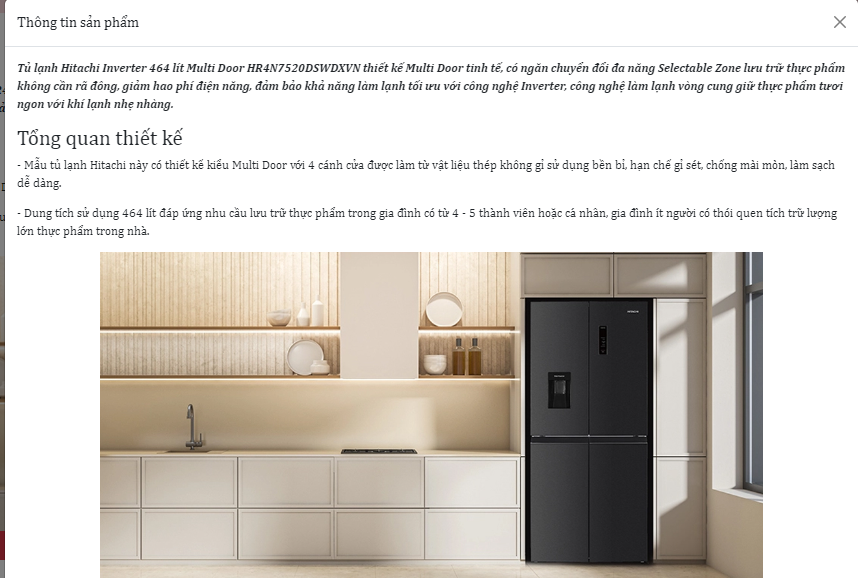 Thông tin sản phẩm
Tủ lạnh Hitachi Inverter 464 lít Multi Door HR4N7520DSWDXVN thiết kế Multi Door tinh tế, có ngăn chuyển đổi đa năng Selectable Zone lưu trữ thực phẩm
không cần rã đông, giảm hao phí điện năng, đảm bảo khả năng làm lạnh tối ưu với công nghệ Inverter, công nghệ làm lạnh vòng cung giữ thực phẩm tươi
ngon với khí lạnh nhẹ nhàng.
Tổng quan thiết kế
- Mẫu tủ lạnh Hitachi này có thiết kế kiểu Multi Door với 4 cánh cửa được làm từ vật liệu thép không gỉ sử dụng bền bỉ, hạn chế gỉ sét, chống mài mòn, làm sạch
dễ dàng.
- Dung tích sử dụng 464 lít đáp ứng nhu cầu lưu trữ thực phẩm trong gia đình có từ 4 - 5 thành viên hoặc cá nhân, gia đình ít người có thói quen tích trữ lượng
lớn thực phẩm trong nhà.
HITACHI